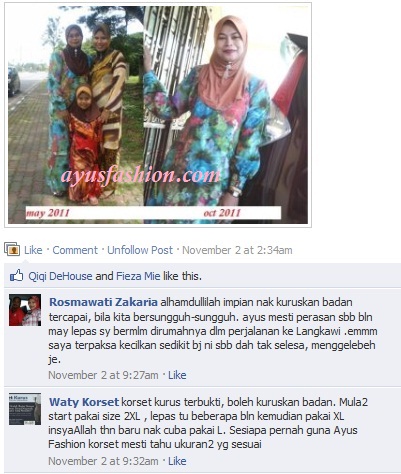 ayusfashion.com
may 2011 oct 2011
Like · Comment · Unfollow Post · November 2 at 2:34am
Qiqi DeHouse and Fieza Mie like this.
Rosmawati Zakaria alhamdullilah impian nak kuruskan badan
tercapai, bila kita bersungguh-sungguh. ayus mesti perasan sbb bln
may lepas sy bermlm dirumahnya dlm perjalanan ke Langkawi .emmm
saya terpaksa kecilkan sedikit bj ni sbb dah tak selesa, menggelebeh
je.
November 2 at 9:27am · Like
Waty Korset korset kurus terbukti, boleh kuruskan badan. Mula2
start pakai size 2XL , lepas tu beberapa bln kemudian pakai XL
insyaAllah thn baru nak cuba pakai L. Sesiapa pernah guna Ayus
Fashion korset mesti tahu ukuran2 yg sesuai
November 2 at 9:32am · Like